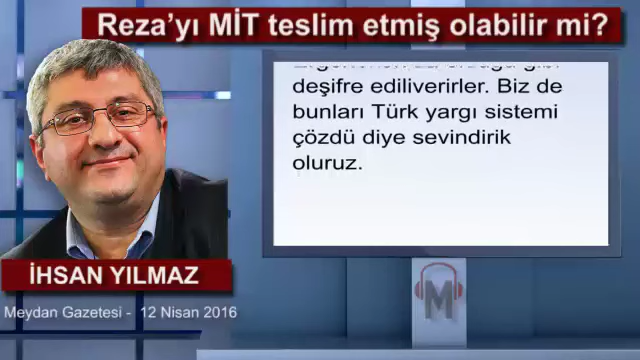 Reza’yı MİT teslim etmiş olabilir mi?
deşifre ediliverirler. Biz de
bunları Türk yargı sistemi
çözdü diye sevindirik
oluruz.
İHSAN YILMAZ
Meydan Gazetesi - 12 Nisan 2016
M